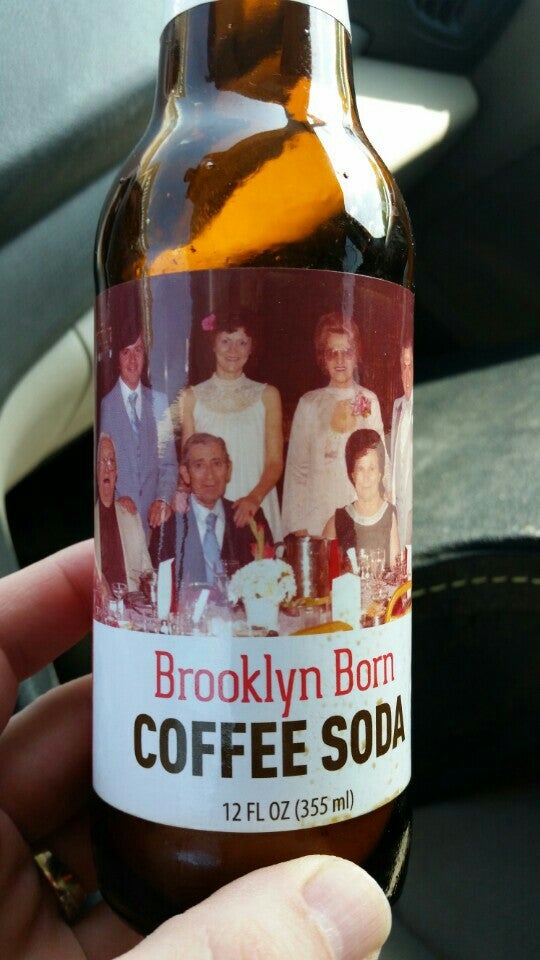 Brooklyn Born
COFFEE SODA
12 FL OZ (355 ml)